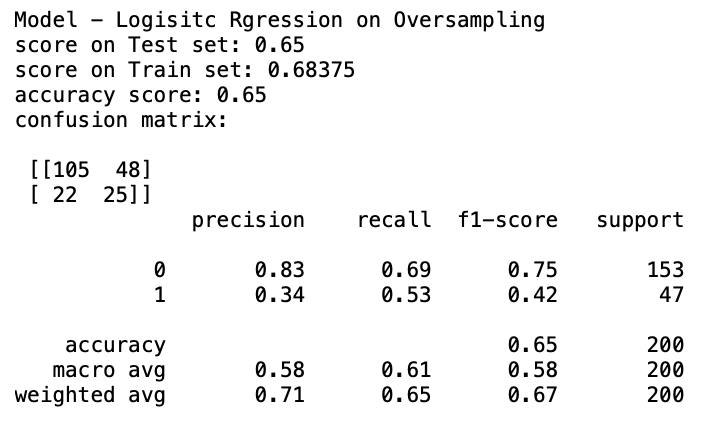 Model - Logisitc Rgression on Oversampling
score on Test set: 0.65
score on Train set: 0.68375
accuracy score: 0.65
confusion matrix:
[[105 48]
[ 22 25]]
precision recall f1-score support
0 0.83 0.69 0.75 153
1 0.34 0.53 0.42 47
accuracy 0.65 200
macro avg 0.58 0.61 0.58 200
weighted avg 0.71 0.65 0.67 200